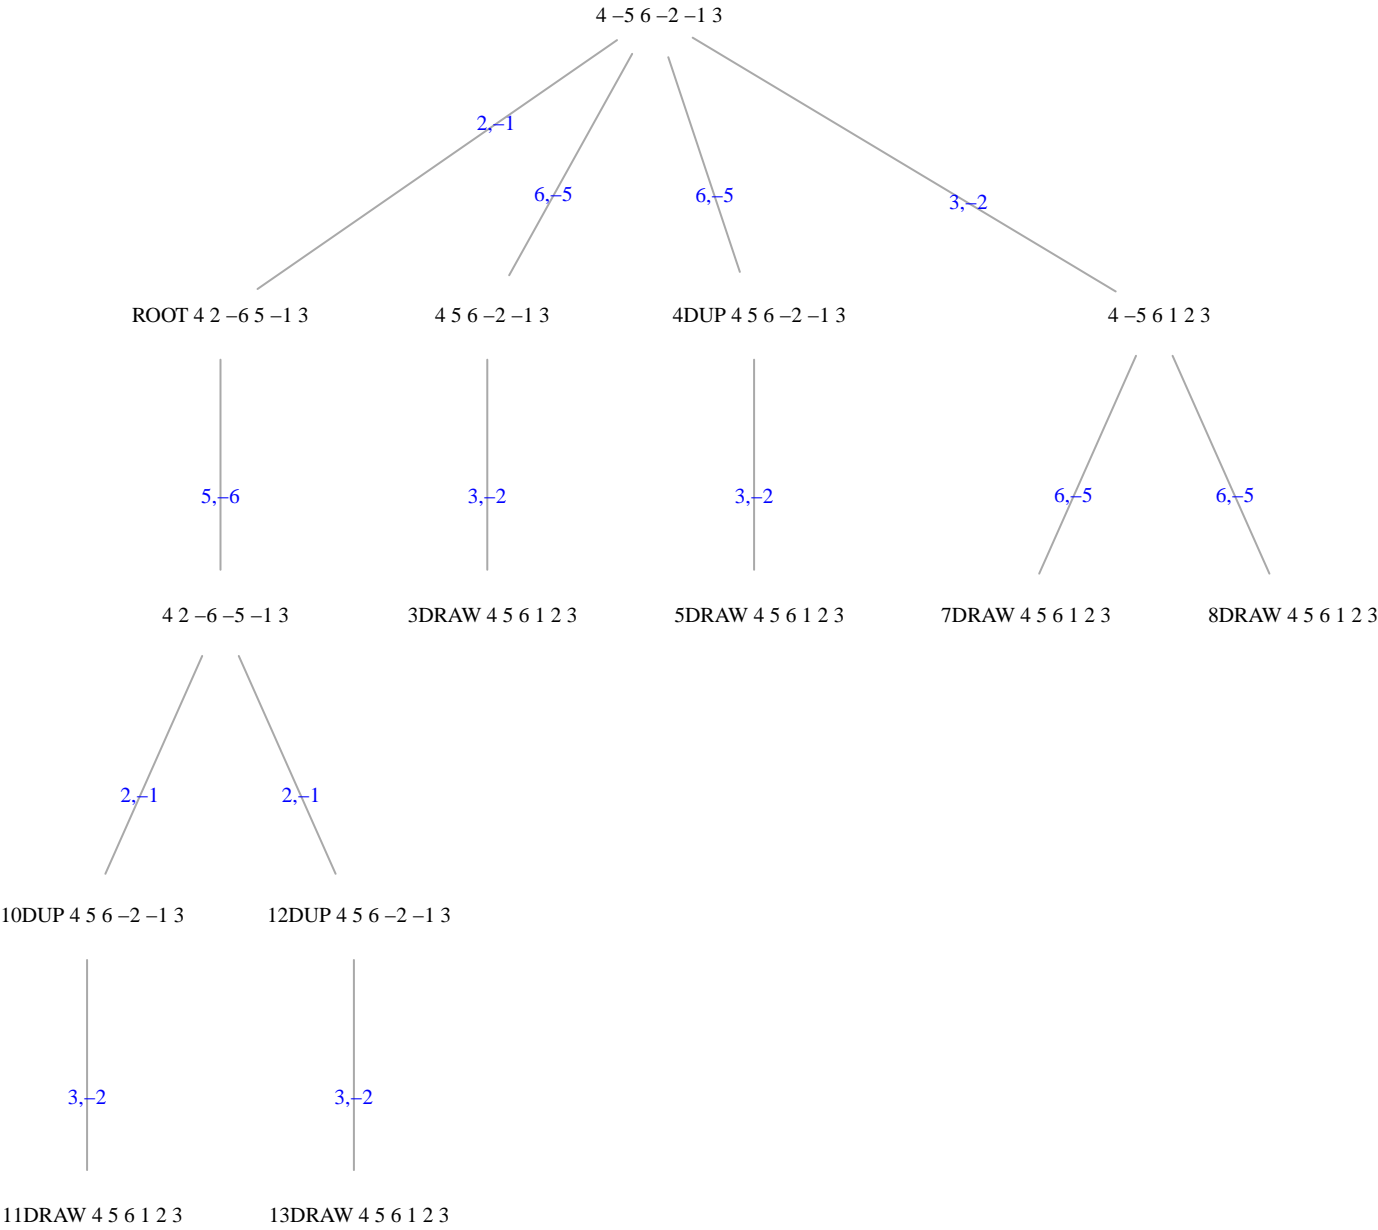 4 –5 6 –2 –1 3
2,–1
6,–5
6,–5
3,–2
ROOT 4 2 –6 5 –1 3
4 5 6 –2 –1 3
4DUP 4 5 6 –2 –1 3
4 –5 6 1 2 3
5,–6
3,–2
3,–2
6,–5
6,–5
4 2 –6 –5 –1 3
3DRAW 4 5 6 1 2 3
5DRAW 4 5 6 1 2 3
7DRAW 4 5 6 1 2 3
8DRAW 4 5 6 1 2 3
2,–1
2,–1
10DUP 4 5 6 –2 –1 3
12DUP 4 5 6 –2 –1 3
3,–2
3,–2
11DRAW 4 5 6 1 2 3
13DRAW 4 5 6 1 2 3